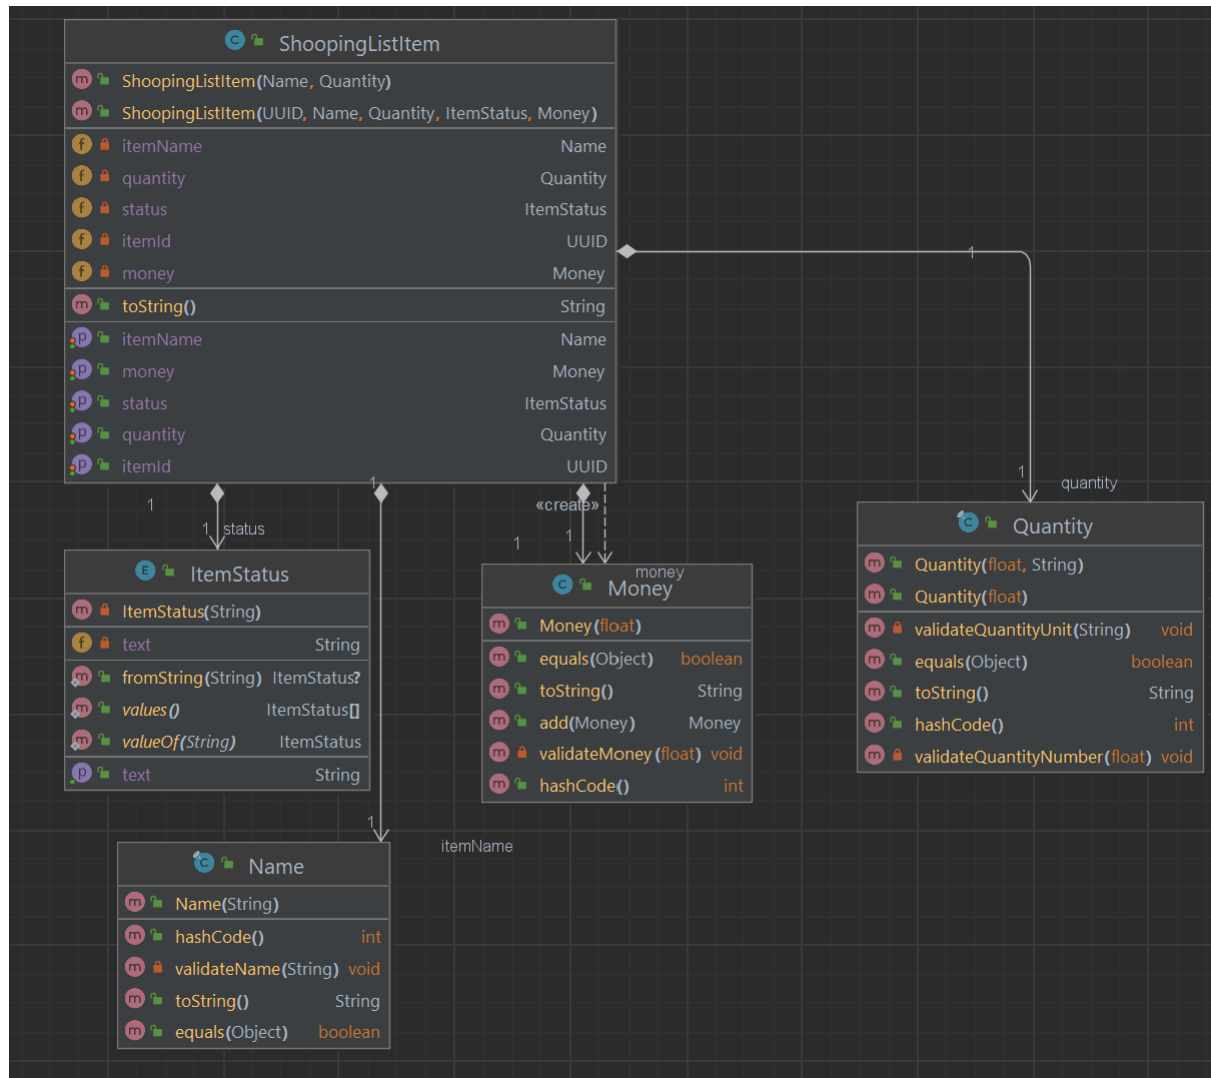 ShoopingListItem
ShoopingListItem(Name, Quantity)
ShoopingListItem(UUID, Name, Quantity, ItemStatus, Money)
itemName Name
quantity Quantity
status ItemStatus
itemId UUID
money Money
toString() String
itemName Name
money Money
status ItemStatus
quantity Quantity
itemId UUID
1
1
1
1 status
1
1
«create»
1
1
money
1
quantity
ItemStatus
ItemStatus(String)
text String
fromString(String) ItemStatus?
values() ItemStatus[]
valueOf(String) ItemStatus
text String
Money
Money(float)
equals(Object) boolean
toString() String
add(Money) Money
validateMoney(float) void
hashCode() int
Quantity
Quantity(float, String)
Quantity(float)
validateQuantityUnit(String) void
equals(Object) boolean
toString() String
hashCode() int
validateQuantityNumber(float) void
itemName
Name
Name(String)
hashCode() int
validateName(String) void
toString() String
equals(Object) boolean